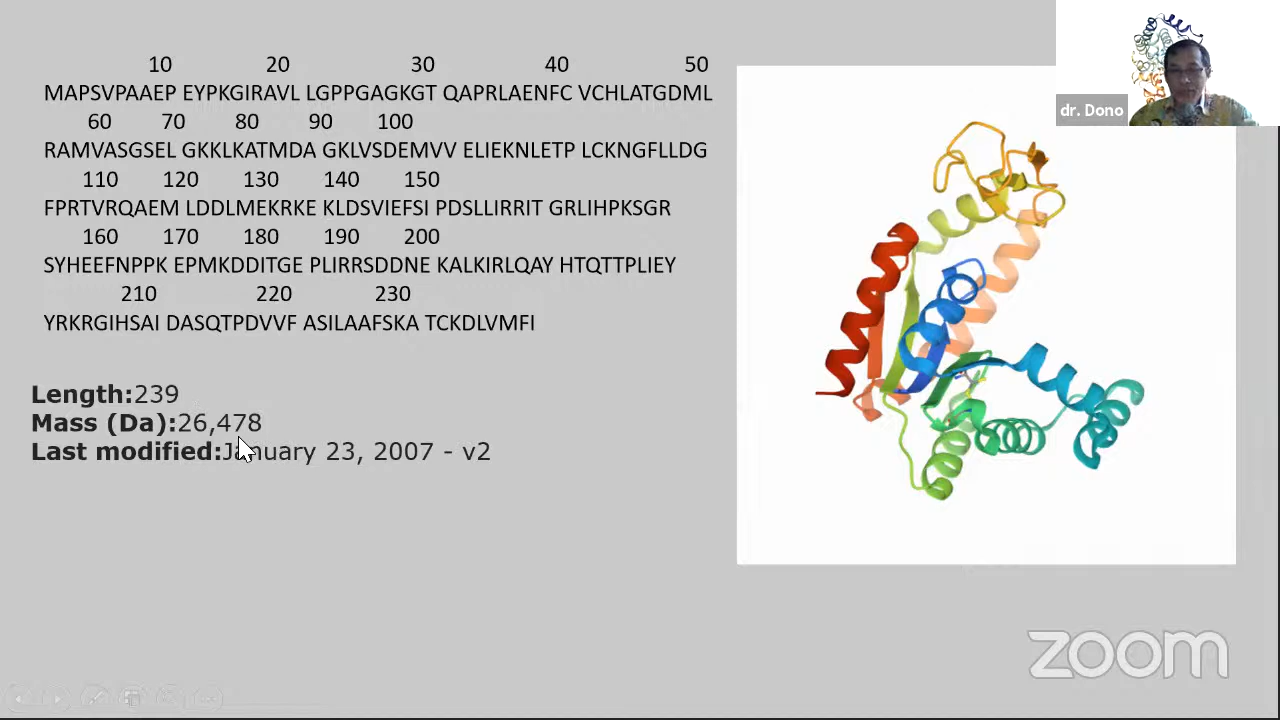 10 20 30 40 50
MAPSVPAAEP EYPKGIRAVL LGPPGAGKGT QAPRLAENFC VCHLATGDML
60 70 80 90 100
RAMVASGSEL GKKLKATMDA GKLVSDEMVV ELIEKNLETP LCKNGFLLDG
110 120 130 140 150
FPRTVRQAEM LDDLMEKRKE KLDSVIEFSI PDSLLIRRIT GRLIHPKSGR
160 170 180 190 200
SYHEEFNPPK EPMKDDITGE PLIRRSDDNE KALKIRLQAY HTQTTPLIEY
210 220 230
YRKRGIHSAI DASQTPDVVF ASILAAFSKA TCKDLVMFI
Length:239
Mass (Da):26,478
Last modified:January 23, 2007 - v2
dr. Dono
zoom